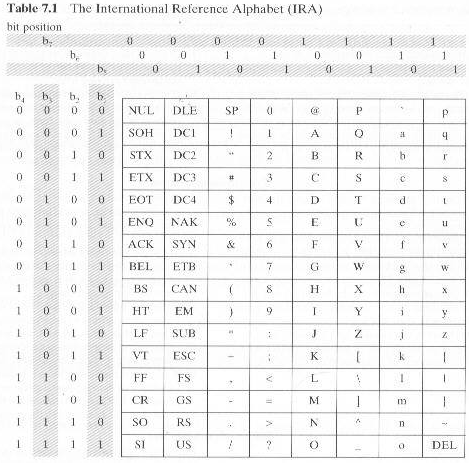 Table 7.1 The International Reference Alphabet (IRA)
bit position
b₇ 0 0 0 0 1 1 1 1
b₆ 0 0 1 1 0 0 1 1
b₅ 0 1 0 1 0 1 0 1
b₄ b₃ b₂ b₁
0 0 0 0 NUL DLE SP 0 @ P ` p
0 0 0 1 SOH DC1 ! 1 A Q a q
0 0 1 0 STX DC2 " 2 B R b r
0 0 1 1 ETX DC3 # 3 C S c s
0 1 0 0 EOT DC4 $ 4 D T d t
0 1 0 1 ENQ NAK % 5 E U e u
0 1 1 0 ACK SYN & 6 F V f v
0 1 1 1 BEL ETB ' 7 G W g w
1 0 0 0 BS CAN ( 8 H X h x
1 0 0 1 HT EM ) 9 I Y i y
1 0 1 0 LF SUB : J Z j z
1 0 1 1 VT ESC ; K [ k
1 1 0 0 FF FS , < L \ l |
1 1 0 1 CR GS - = M ] m
1 1 1 0 SO RS . > N ^ n ~
1 1 1 1 SI US / ? O _ o DEL